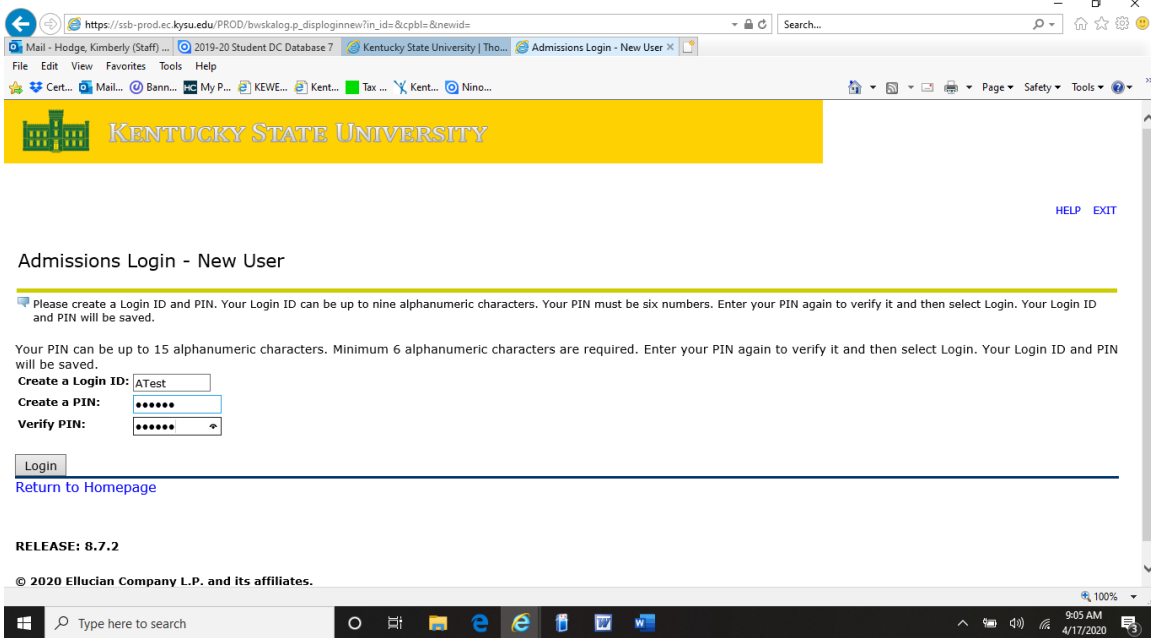 https://ssb-prod.ec.kysu.edu/PROD/bwskalog.p_disploginnew?in_id=&cpbl=&newid=
Search...
Mail - Hodge, Kimberly (Staff) ...
2019-20 Student DC Database 7
Kentucky State University | Tho...
Admissions Login - New User
File Edit View Favorites Tools Help
Cert... Mail... Bann... My P... KEWE... Kent... Tax ... Kent... Nino...
Page Safety Tools
KENTUCKY STATE UNIVERSITY
HELP EXIT
Admissions Login - New User
Please create a Login ID and PIN. Your Login ID can be up to nine alphanumeric characters. Your PIN must be six numbers. Enter your PIN again to verify it and then select Login. Your Login ID
and PIN will be saved.
Your PIN can be up to 15 alphanumeric characters. Minimum 6 alphanumeric characters are required. Enter your PIN again to verify it and then select Login. Your Login ID and PIN
will be saved.
Create a Login ID: ATest
Create a PIN: ••••••
Verify PIN: ••••••
Login
Return to Homepage
RELEASE: 8.7.2
© 2020 Ellucian Company L.P. and its affiliates.
100%
Type here to search
9:05 AM
4/17/2020
3